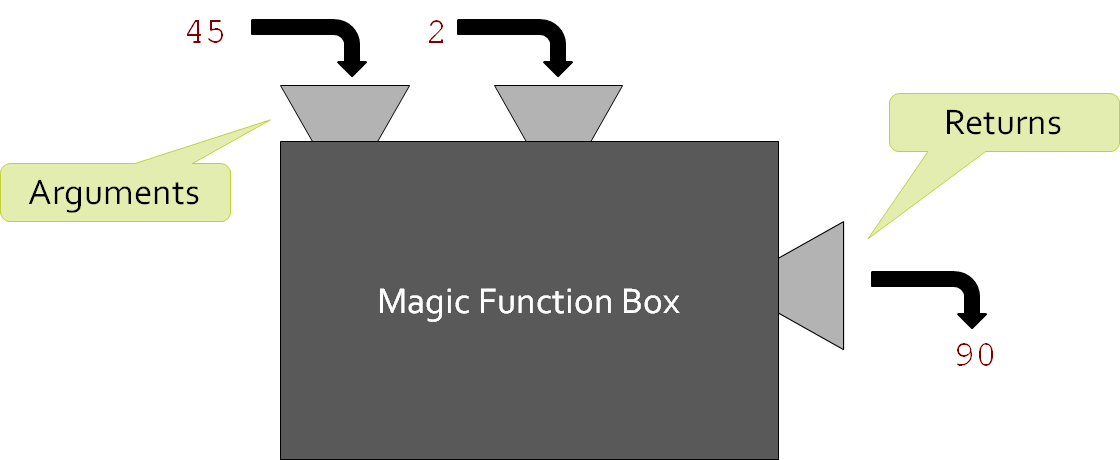 45
2
Returns
Arguments
Magic Function Box
90